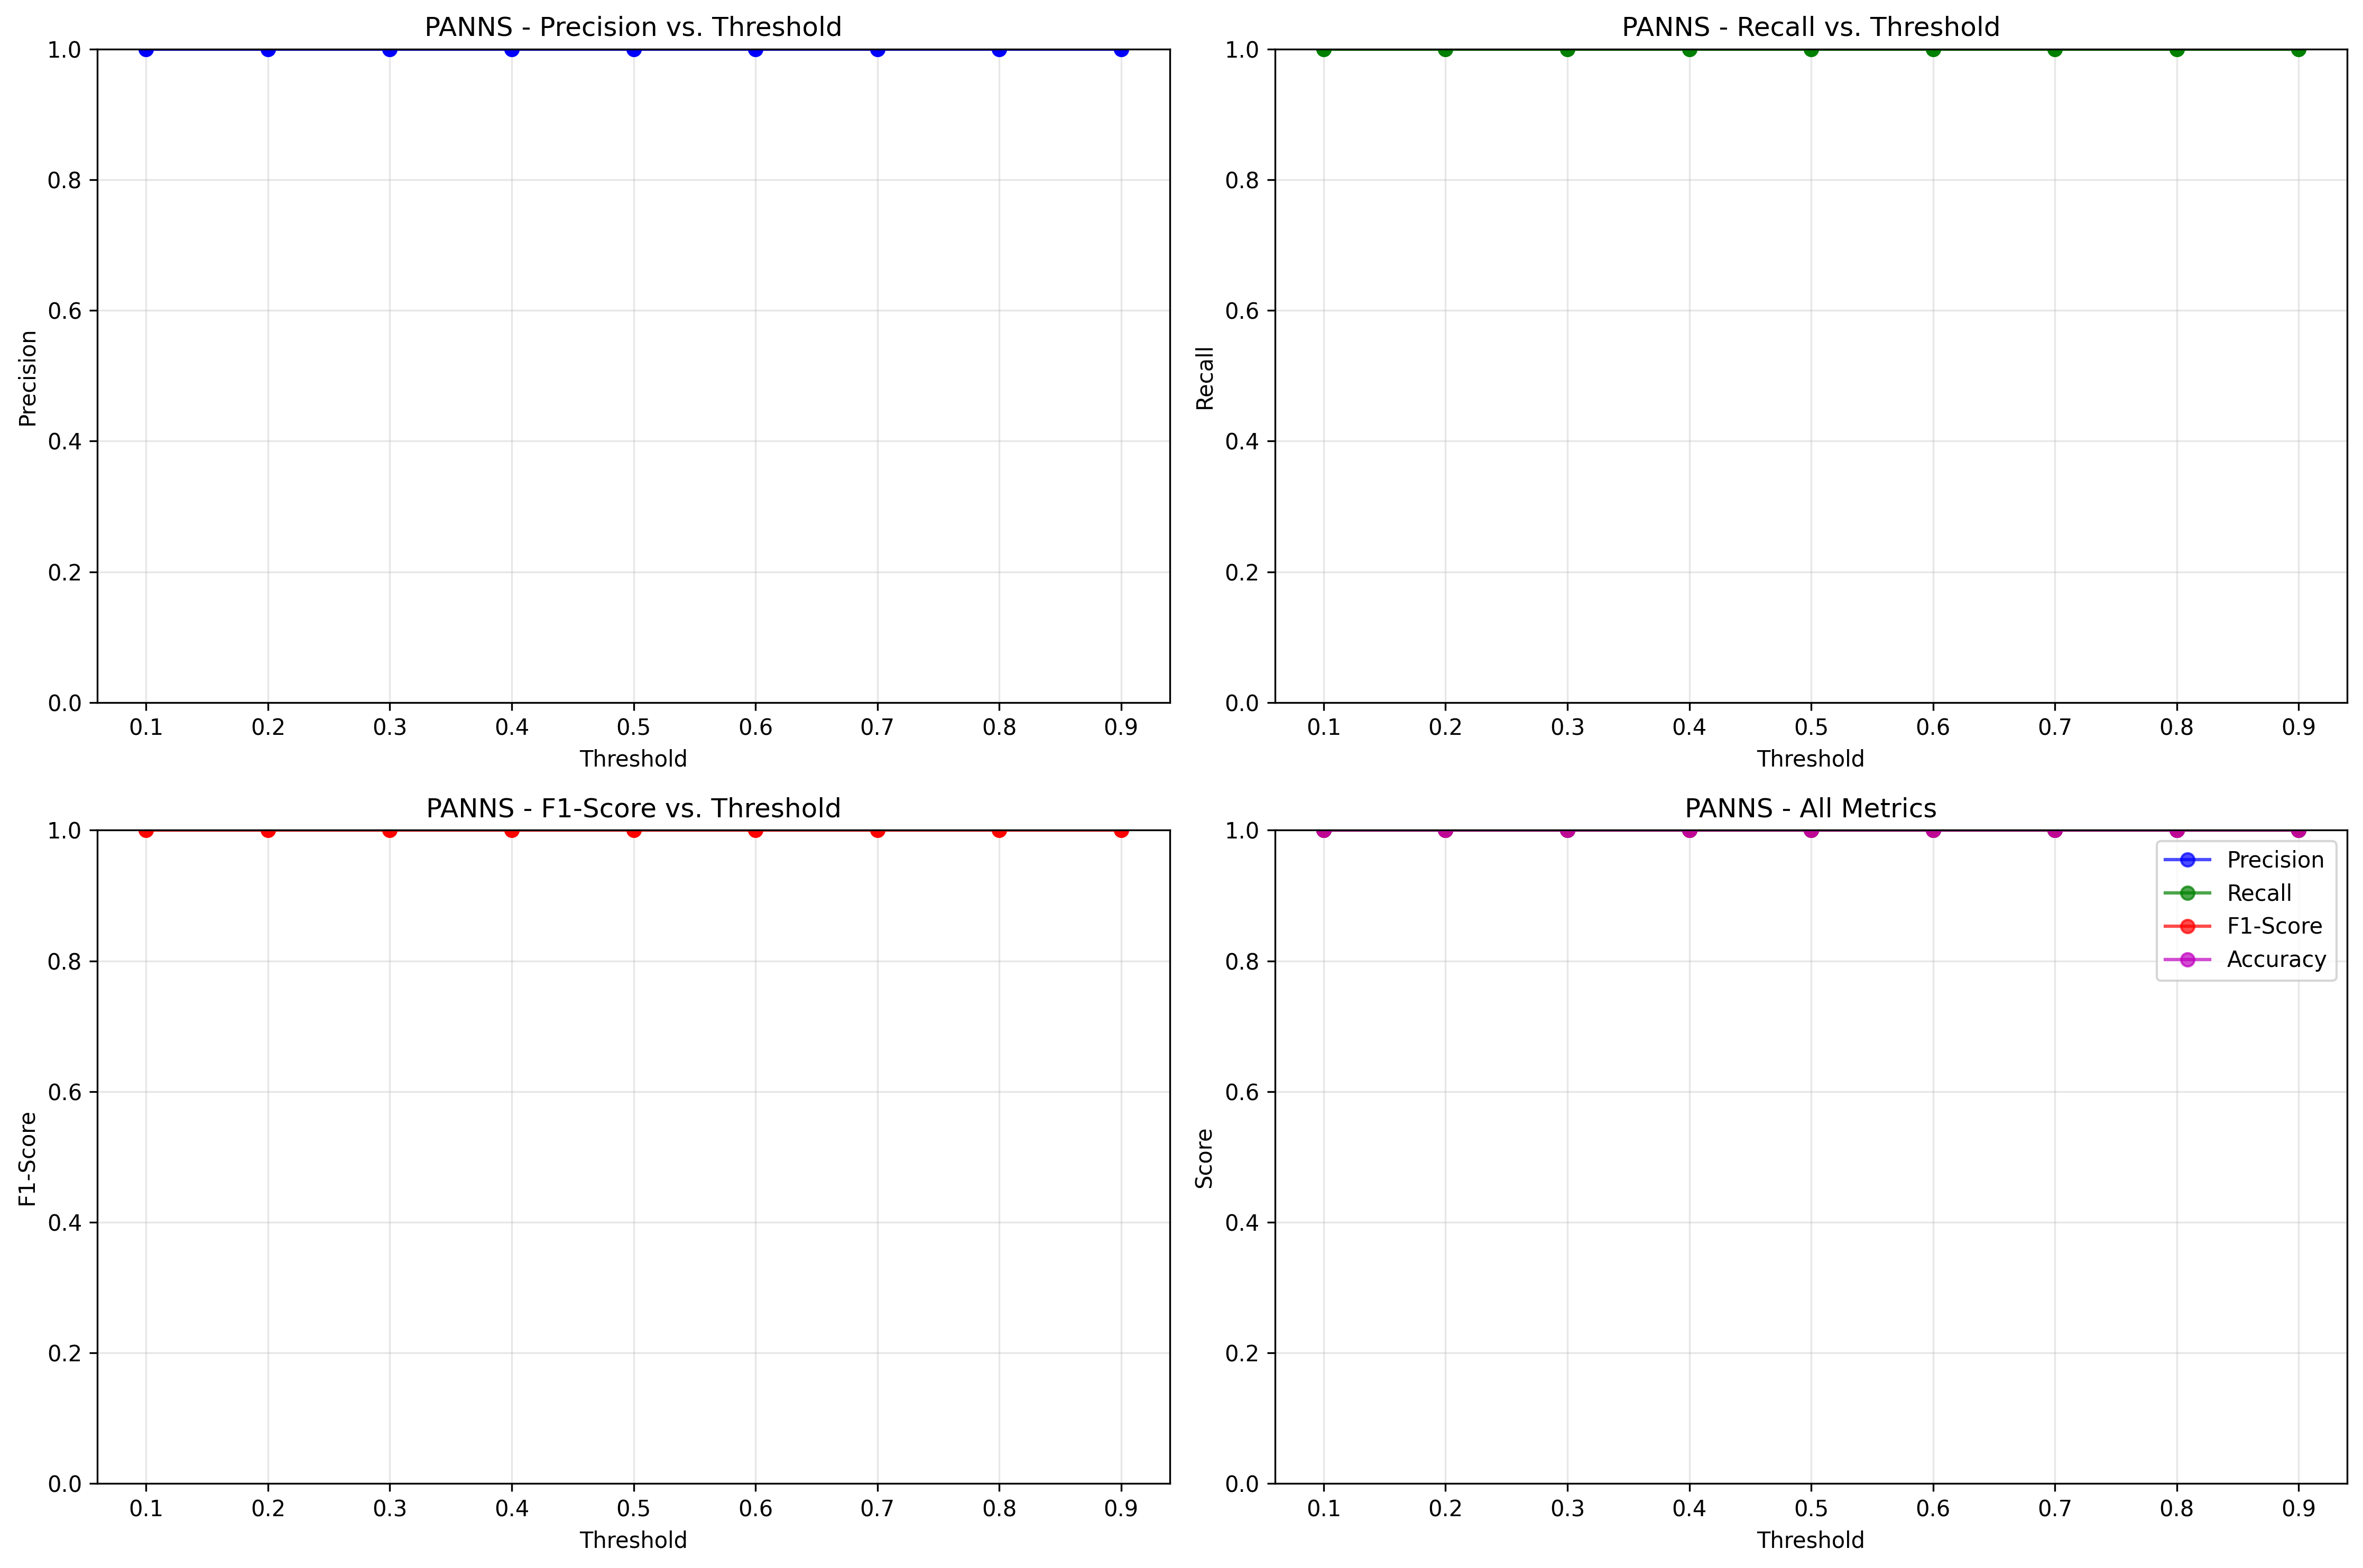 PANNS - Precision vs. Threshold
1.0
0.8
0.6
0.4
0.2
0.0
Precision
0.1 0.2 0.3 0.4 0.5 0.6 0.7 0.8 0.9
Threshold
PANNS - Recall vs. Threshold
1.0
0.8
0.6
0.4
0.2
0.0
Recall
0.1 0.2 0.3 0.4 0.5 0.6 0.7 0.8 0.9
Threshold
PANNS - F1-Score vs. Threshold
1.0
0.8
0.6
0.4
0.2
0.0
F1-Score
0.1 0.2 0.3 0.4 0.5 0.6 0.7 0.8 0.9
Threshold
PANNS - All Metrics
1.0
0.8
0.6
0.4
0.2
0.0
Score
Precision
Recall
F1-Score
Accuracy
0.1 0.2 0.3 0.4 0.5 0.6 0.7 0.8 0.9
Threshold